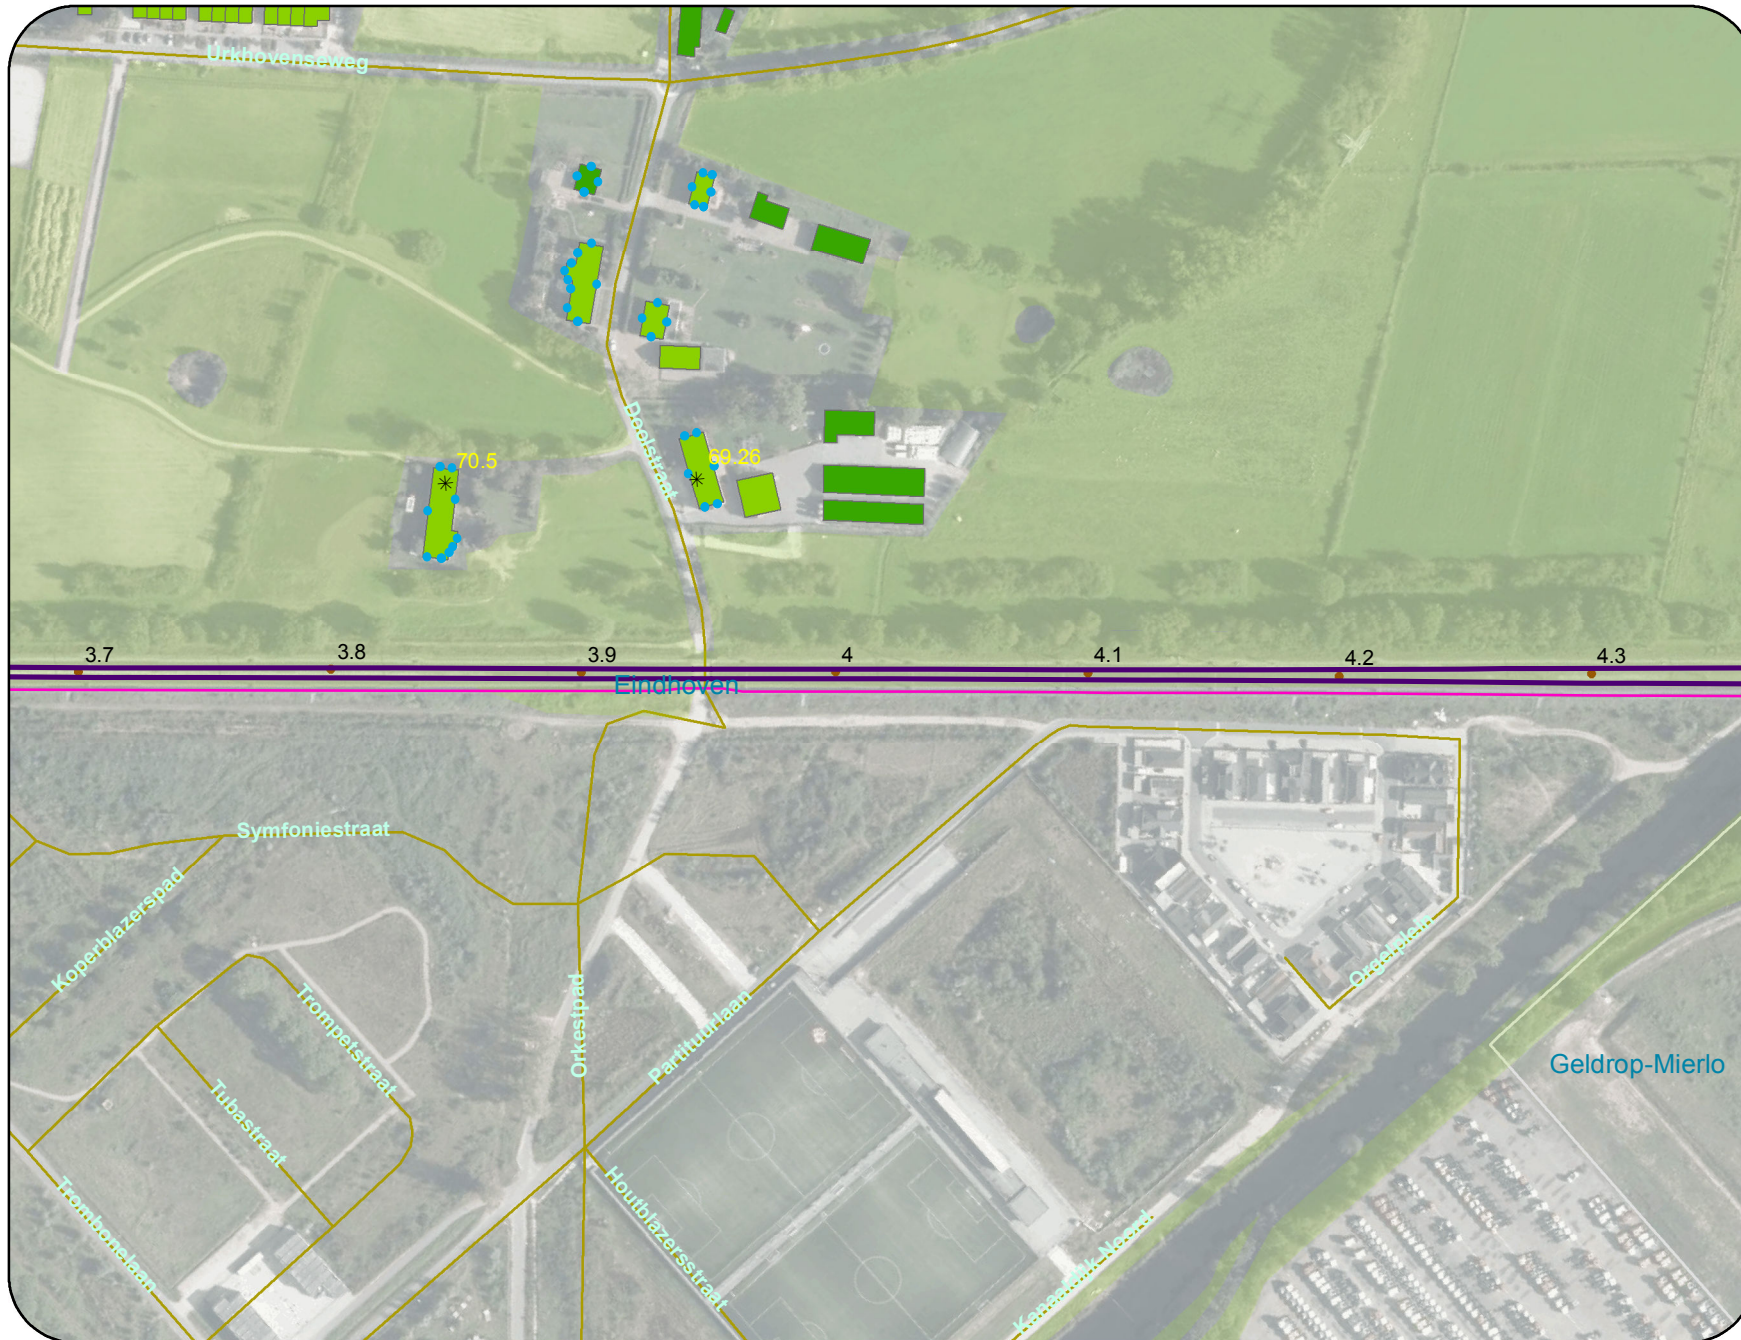 Urkhovenseweg
Doolstraat
70.5
69.26
3.7
3.8
3.9
4
4.1
4.2
4.3
Eindhoven
Symfoniestraat
Koperblazerspad
Orgelplein
Trompetstraat
Orkestpad
Partituurlaan
Geldrop-Mierlo
Tubastraat
Trombonelaan
Houtblazersstraat
Kanaaldijk-Noord